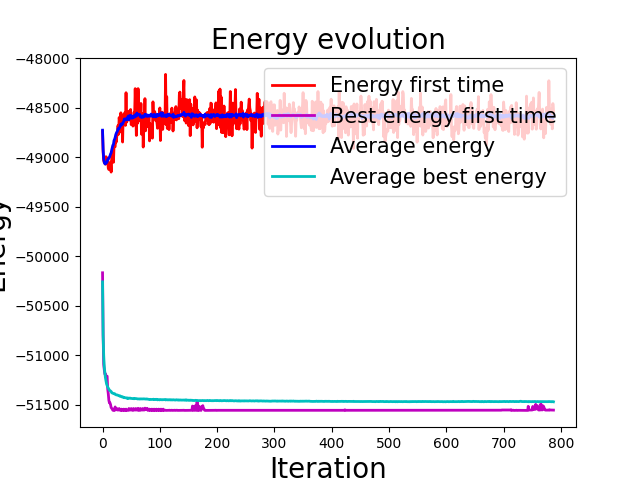 Energy evolution
Energy
−48000
−48500
−49000
−49500
−50000
−50500
−51000
−51500
Energy first time
Best energy first time
Average energy
Average best energy
0 100 200 300 400 500 600 700 800
Iteration